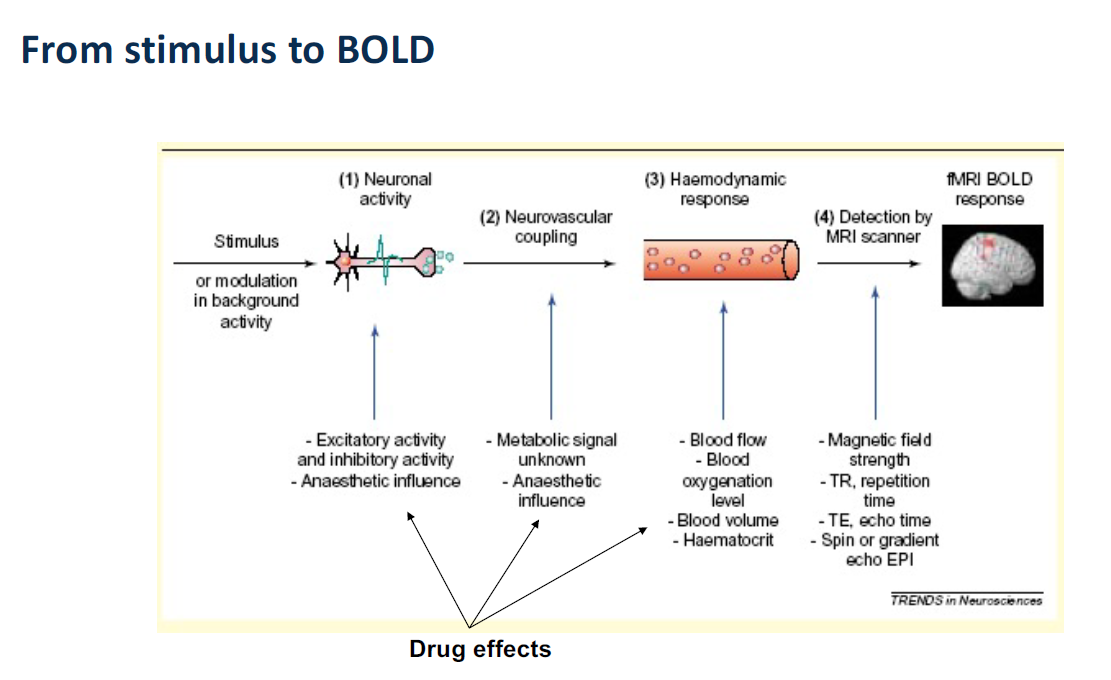 From stimulus to BOLD
(1) Neuronal
activity
(2) Neurovascular
coupling
(3) Haemodynamic
response
(4) Detection by
MRI scanner
fMRI BOLD
response
Stimulus
or modulation
in background
activity
- Excitatory activity
and inhibitory activity
- Anaesthetic influence
- Metabolic signal
unknown
- Anaesthetic
influence
- Blood flow
- Blood
oxygenation
level
- Blood volume
- Haematocrit
- Magnetic field
strength
- TR, repetition
time
- TE, echo time
- Spin or gradient
echo EPI
TRENDS in Neurosciences
Drug effects